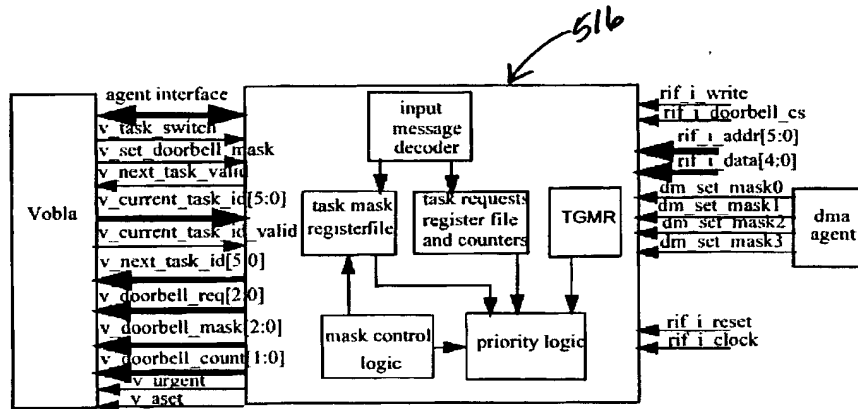 516
agent interface
v_task_switch
v_set_doorbell_mask
v_next_task_valid
v_current_task_id[5:0]
v_current_task_id_valid
v_next_task_id[5:0]
v_doorbell_req[2:0]
v_doorbell_mask[2:0]
v_doorbell_count[1:0]
v_urgent
v_aset
Vobla
input
message
decoder
task mask
registerfile
task requests
register file
and counters
TGMR
mask control
logic
priority logic
rif_i_write
rif_i_doorbell_cs
rif_i_addr[5:0]
rif_i_data[4:0]
dm_set_mask0
dm_set_mask1
dm_set_mask2
dm_set_mask3
dma
agent
rif_i_reset
rif_i_clock